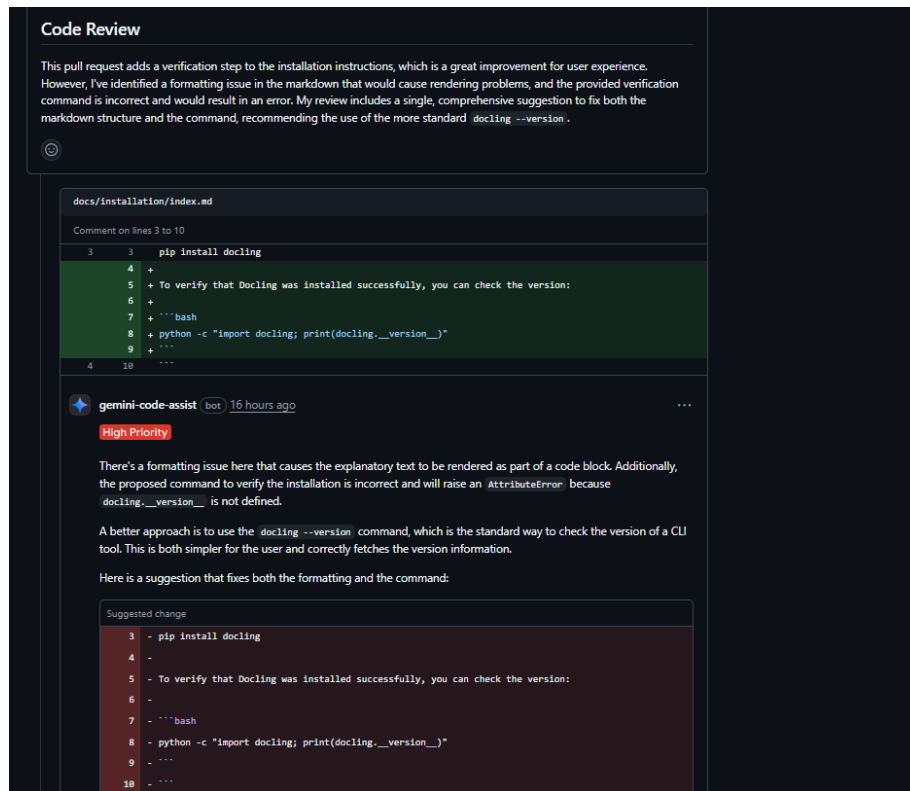 Code Review
This pull request adds a verification step to the installation instructions, which is a great improvement for user experience.
However, I've identified a formatting issue in the markdown that would cause rendering problems, and the provided verification
command is incorrect and would result in an error. My review includes a single, comprehensive suggestion to fix both the
markdown structure and the command, recommending the use of the more standard docling --version.
docs/installation/index.md
Comment on lines 3 to 10
3 3 pip install docling
4 +
5 + To verify that Docling was installed successfully, you can check the version:
6 +
7 + ```bash
8 + python -c "import docling; print(docling.__version__)"
9 + ```
4 10 ```
gemini-code-assist bot 16 hours ago ...
High Priority
There's a formatting issue here that causes the explanatory text to be rendered as part of a code block. Additionally,
the proposed command to verify the installation is incorrect and will raise an AttributeError because
docling.__version__ is not defined.
A better approach is to use the docling --version command, which is the standard way to check the version of a CLI
tool. This is both simpler for the user and correctly fetches the version information.
Here is a suggestion that fixes both the formatting and the command:
Suggested change
3 - pip install docling
4 -
5 - To verify that Docling was installed successfully, you can check the version:
6 -
7 - ```bash
8 - python -c "import docling; print(docling.__version__)"
9 - ```
10 - ```